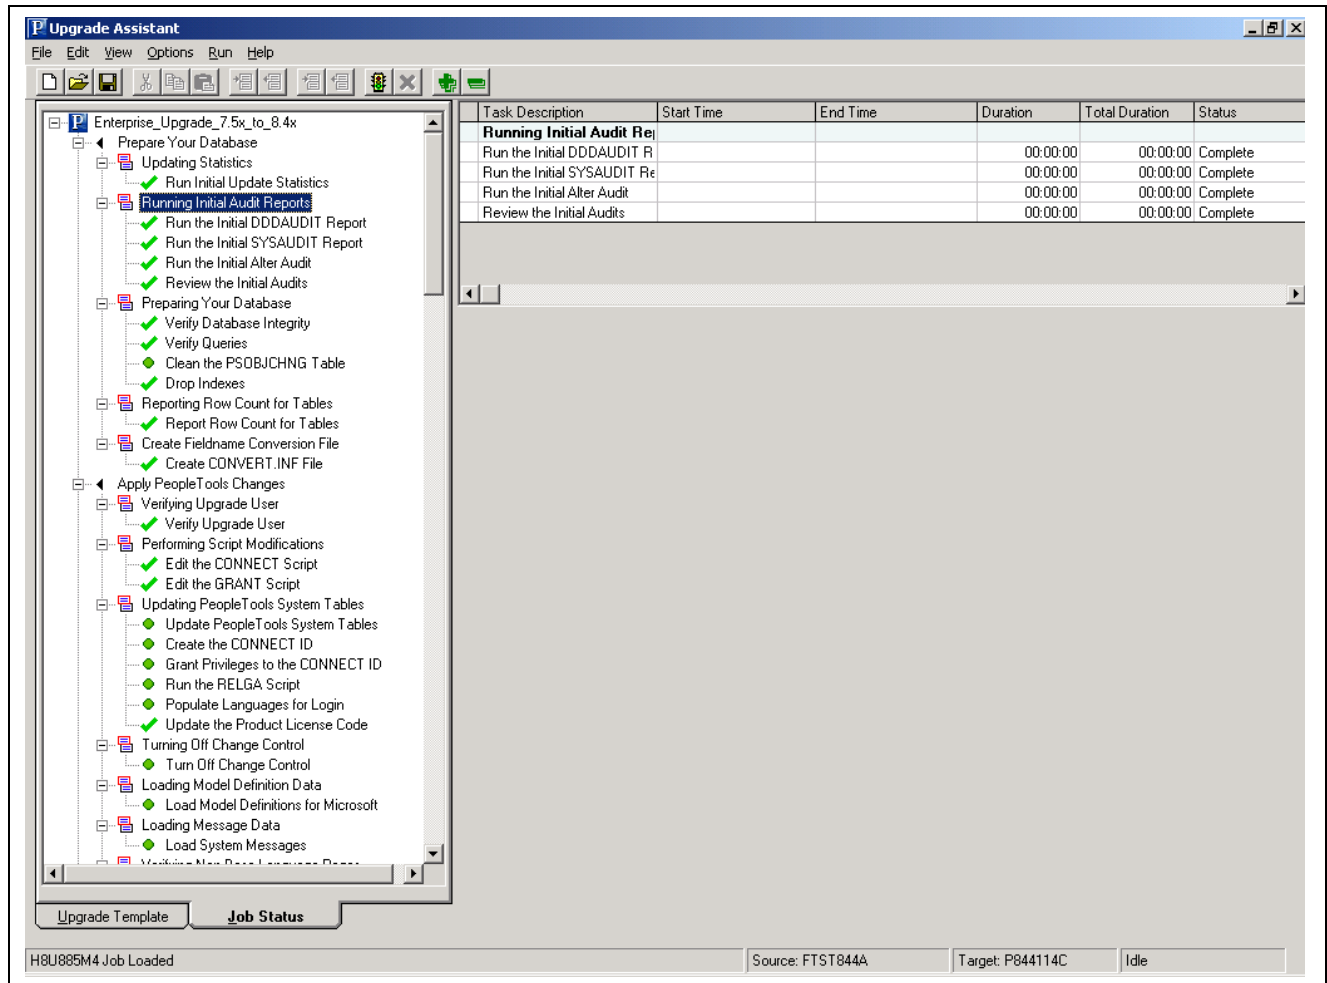 Upgrade Assistant
File Edit View Options Run Help
Enterprise_Upgrade_7.5x_to_8.4x
Prepare Your Database
Updating Statistics
Run Initial Update Statistics
Running Initial Audit Reports
Run the Initial DDDAUDIT Report
Run the Initial SYSAUDIT Report
Run the Initial Alter Audit
Review the Initial Audits
Preparing Your Database
Verify Database Integrity
Verify Queries
Clean the PSOBJCHNG Table
Drop Indexes
Reporting Row Count for Tables
Report Row Count for Tables
Create Fieldname Conversion File
Create CONVERT.INF File
Apply PeopleTools Changes
Verifying Upgrade User
Verify Upgrade User
Performing Script Modifications
Edit the CONNECT Script
Edit the GRANT Script
Updating PeopleTools System Tables
Update PeopleTools System Tables
Create the CONNECT ID
Grant Privileges to the CONNECT ID
Run the RELGA Script
Populate Languages for Login
Update the Product License Code
Turning Off Change Control
Turn Off Change Control
Loading Model Definition Data
Load Model Definitions for Microsoft
Loading Message Data
Load System Messages
Upgrade Template Job Status
Task Description Start Time End Time Duration Total Duration Status
Running Initial Audit Re
Run the Initial DDDAUDIT R 00:00:00 00:00:00 Complete
Run the Initial SYSAUDIT Re 00:00:00 00:00:00 Complete
Run the Initial Alter Audit 00:00:00 00:00:00 Complete
Review the Initial Audits 00:00:00 00:00:00 Complete
H8U885M4 Job Loaded Source: FTST844A Target: P844114C Idle